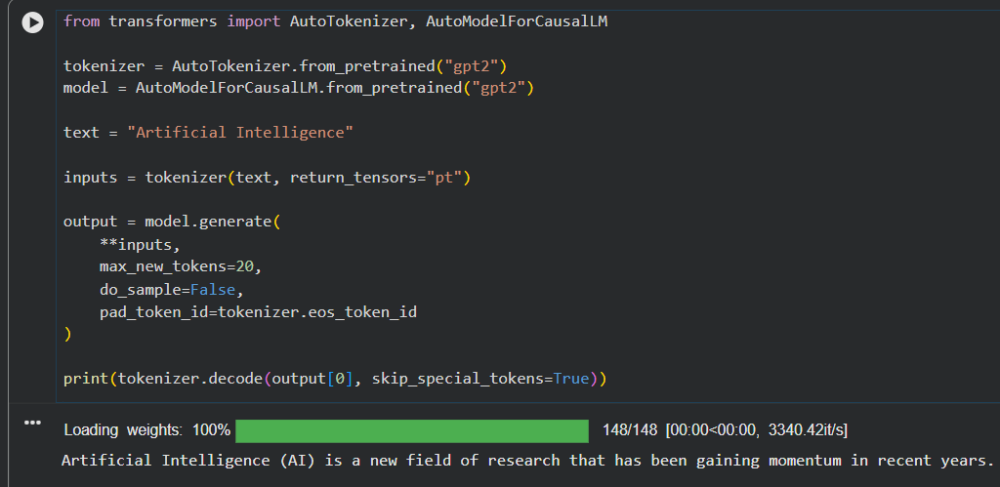 from transformers import AutoTokenizer, AutoModelForCausalLM
tokenizer = AutoTokenizer.from_pretrained("gpt2")
model = AutoModelForCausalLM.from_pretrained("gpt2")
text = "Artificial Intelligence"
inputs = tokenizer(text, return_tensors="pt")
output = model.generate(
    **inputs,
    max_new_tokens=20,
    do_sample=False,
    pad_token_id=tokenizer.eos_token_id
)
print(tokenizer.decode(output[0], skip_special_tokens=True))
Loading weights: 100% 148/148 [00:00<00:00, 3340.42it/s]
Artificial Intelligence (AI) is a new field of research that has been gaining momentum in recent years.